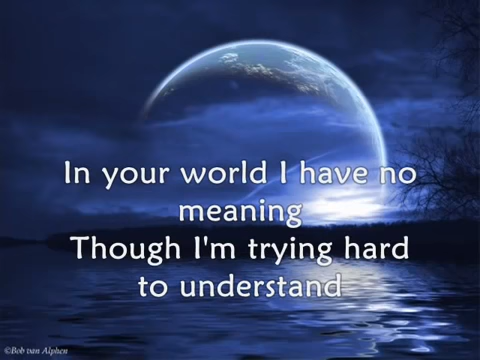 In your world I have no
meaning
Though I'm trying hard
to understand
©Bob van Alphen